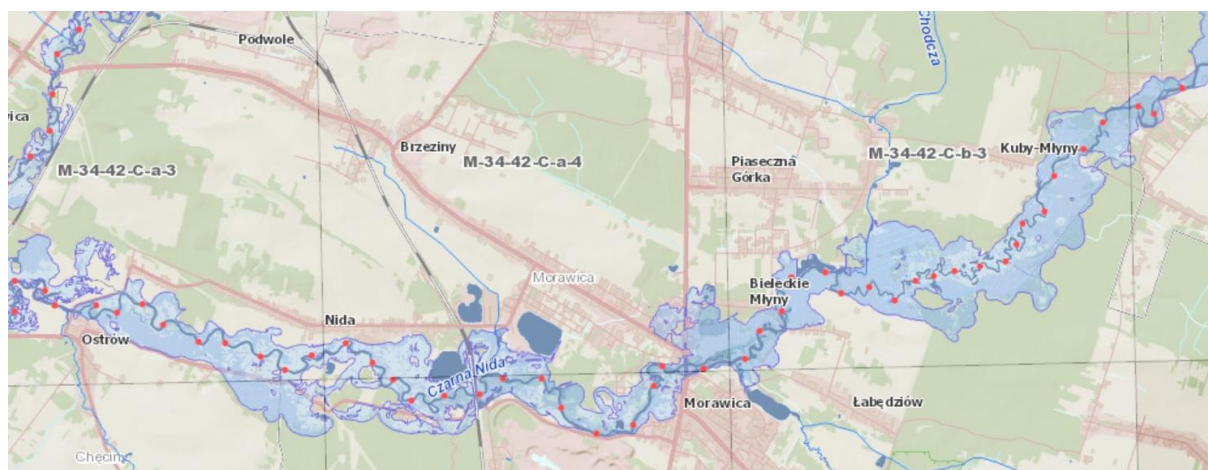 Podwole
Chodcza
vica
Brzeziny
M-34-42-C-a-3
M-34-42-C-a-4
Piaseczna
Górka
M-34-42-C-b-3
Kuby-Młyny
Morawica
Bieleckie
Młyny
Nida
Ostrów
Czarna Nida
Morawica
Łabędziów
Chęciny